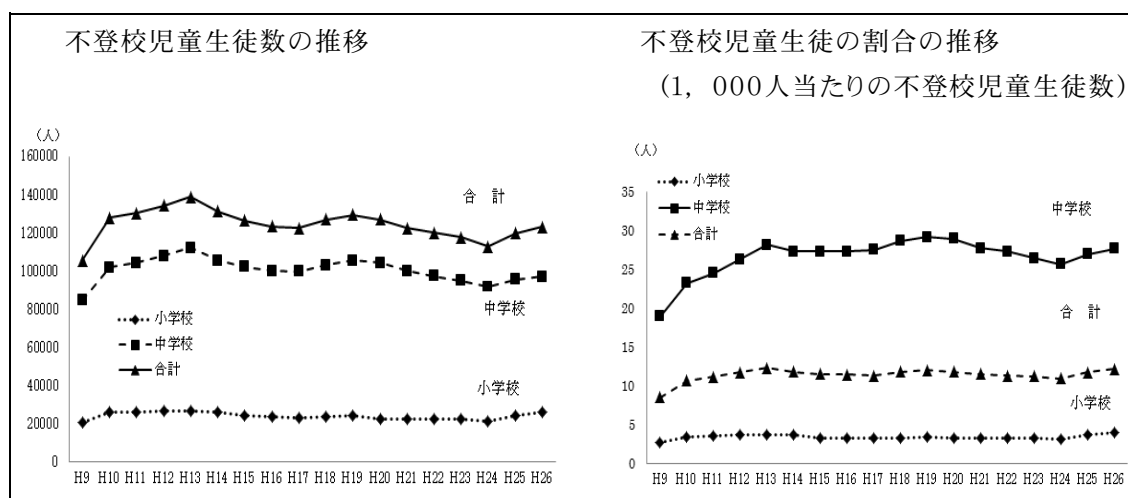 不登校児童生徒数の推移
(人)
160000
140000
120000
100000
80000
60000
40000
20000
0
合 計
中学校
小学校
小学校
中学校
合計
H9 H10 H11 H12 H13 H14 H15 H16 H17 H18 H19 H20 H21 H22 H23 H24 H25 H26
不登校児童生徒の割合の推移
(1，000人当たりの不登校児童生徒数)
(人)
35
30
25
20
15
10
5
0
小学校
中学校
合計
中学校
合 計
小学校
H9 H10 H11 H12 H13 H14 H15 H16 H17 H18 H19 H20 H21 H22 H23 H24 H25 H26